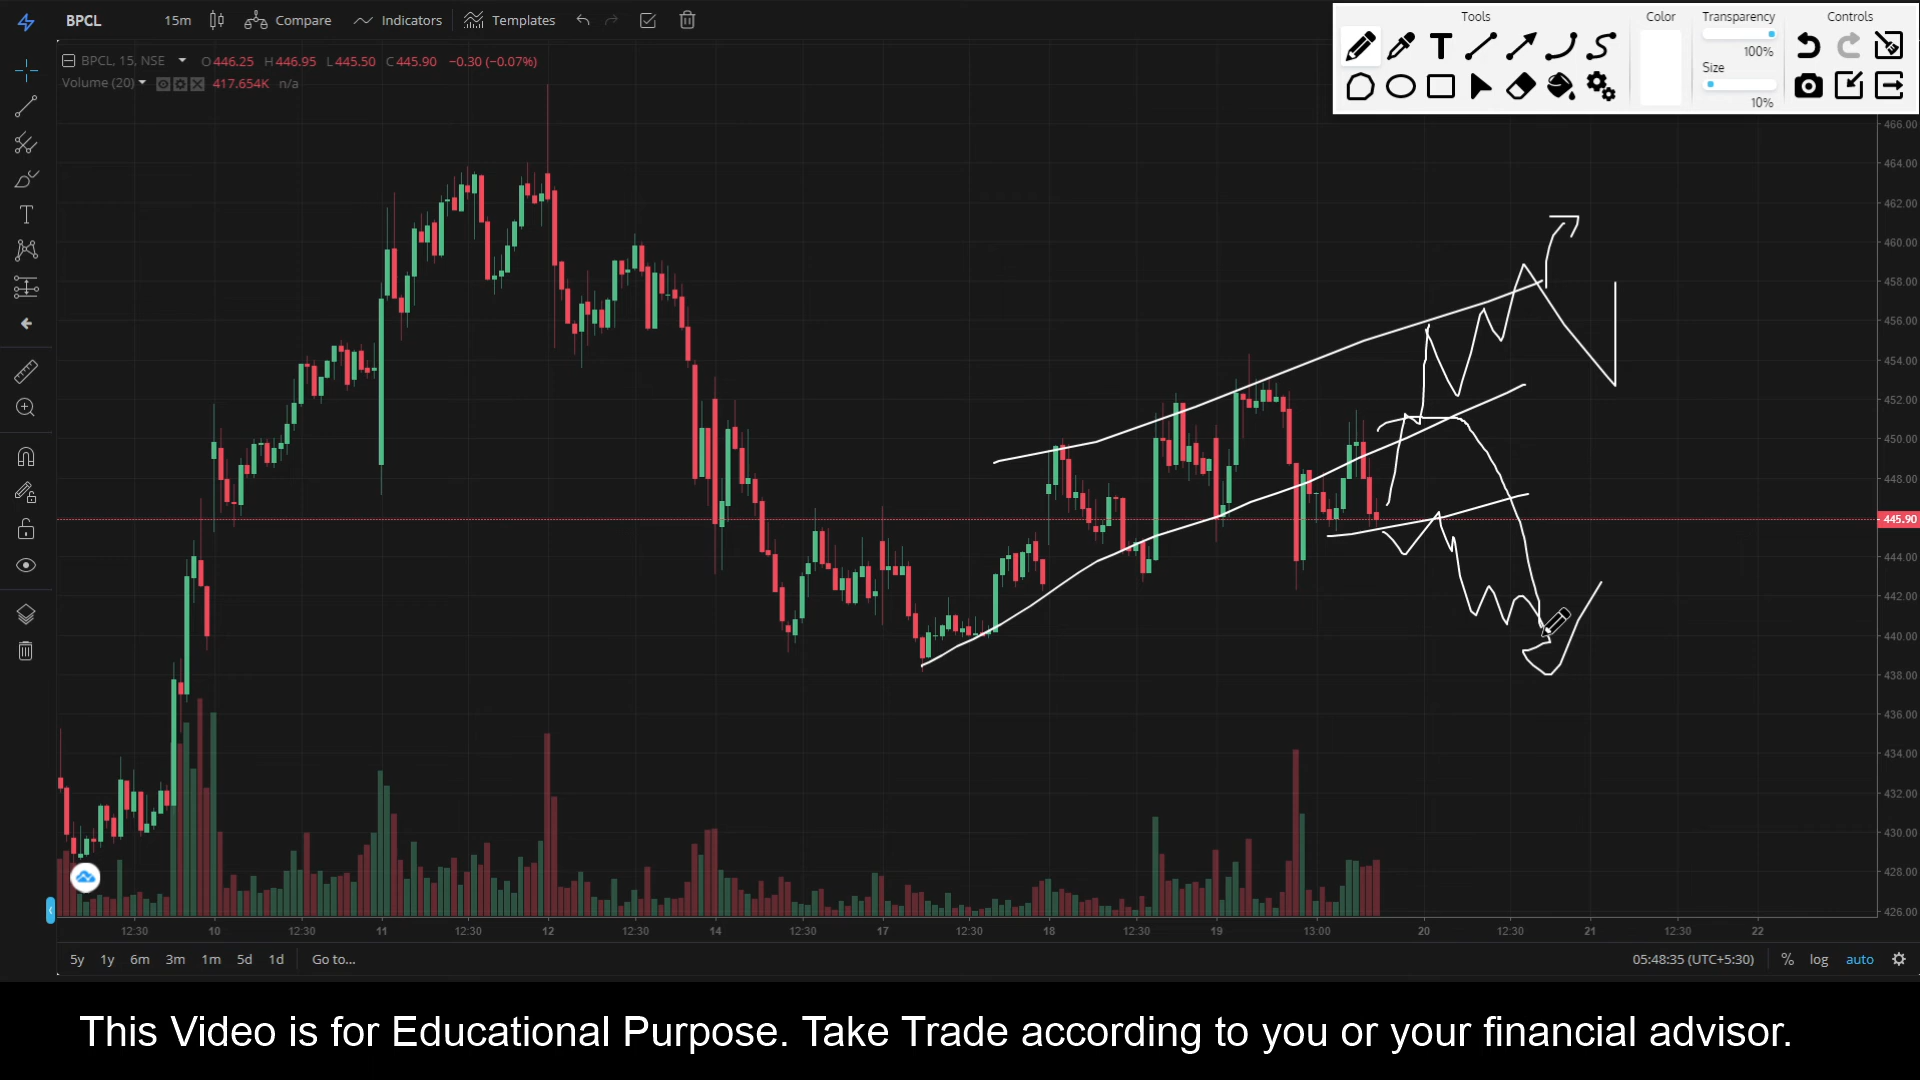 BPCL 15m Compare Indicators Templates
Tools Color Transparency Controls
100%
Size
10%
BPCL, 15, NSE O446.25 H446.95 L445.50 C445.90 −0.30 (−0.07%)
Volume (20) 417.654K n/a
466.00
464.00
462.00
460.00
458.00
456.00
454.00
452.00
450.00
448.00
445.90
444.00
442.00
440.00
438.00
436.00
434.00
432.00
430.00
428.00
426.00
12:30 10 12:30 11 12:30 12 12:30 14 12:30 17 12:30 18 12:30 19 13:00 20 12:30 21 12:30 22
5y 1y 6m 3m 1m 5d 1d Go to... 05:48:35 (UTC+5:30) % log auto
This Video is for Educational Purpose. Take Trade according to you or your financial advisor.